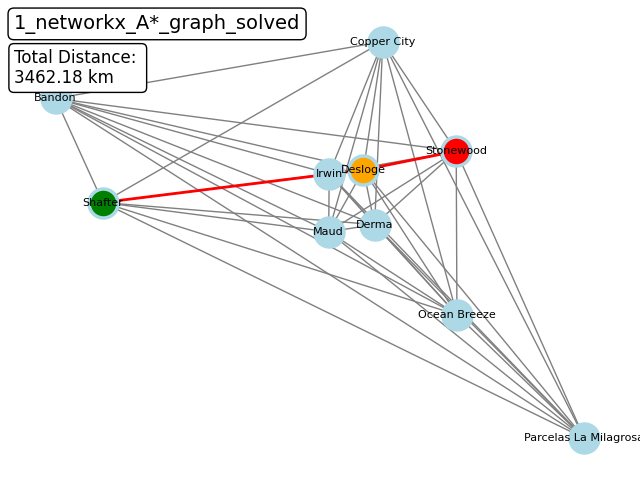 1_networkx_A*_graph_solved
Total Distance:
3462.18 km
Copper City
Bandon
Stonewood
Irwin
Desloge
Shafter
Maud
Derma
Ocean Breeze
Parcelas La Milagrosa